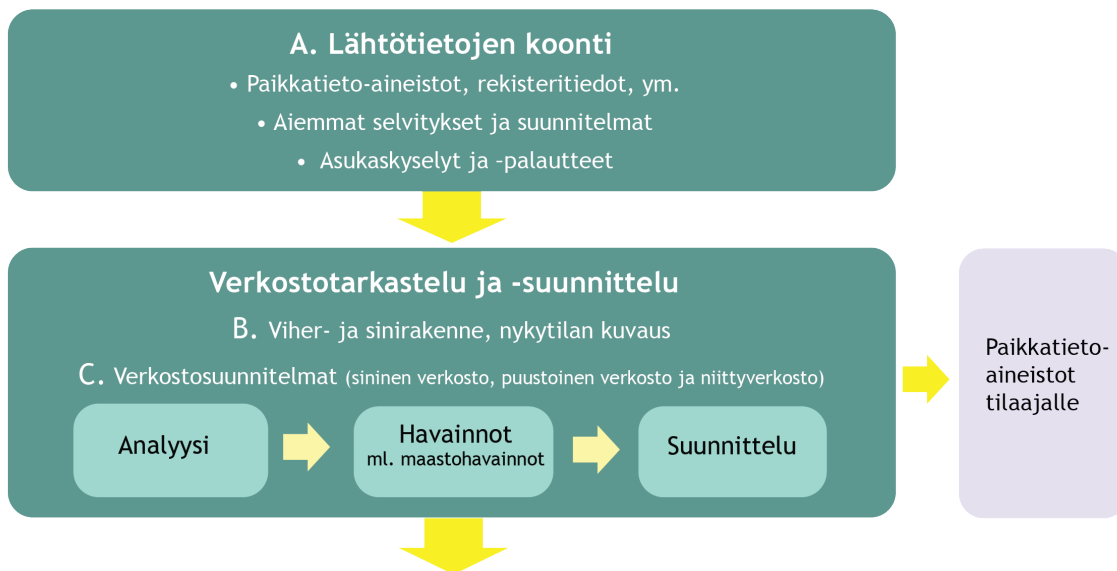 A. Lähtötietojen koonti
• Paikkatieto-aineistot, rekisteritiedot, ym.
• Aiemmat selvitykset ja suunnitelmat
• Asukaskyselyt ja -palautteet
Verkostotarkastelu ja -suunnittelu
B. Viher- ja sinirakenne, nykytilan kuvaus
C. Verkostosuunnitelmat (sininen verkosto, puustoinen verkosto ja niittyverkosto)
Analyysi
Havainnot
ml. maastohavainnot
Suunnittelu
Paikkatieto-
aineistot
tilaajalle